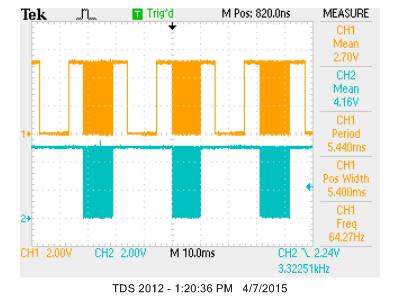 Tek T Trig'd M Pos: 820.0ns MEASURE
CH1
Mean
2.70V
CH2
Mean
4.16V
CH1
Period
5.440ms
CH1
Pos Width
5.400ms
CH1
Freq
64.27Hz
1
2
CH1 2.00V CH2 2.00V M 10.0ms CH2 2.24V
3.32251kHz
TDS 2012 - 1:20:36 PM 4/7/2015